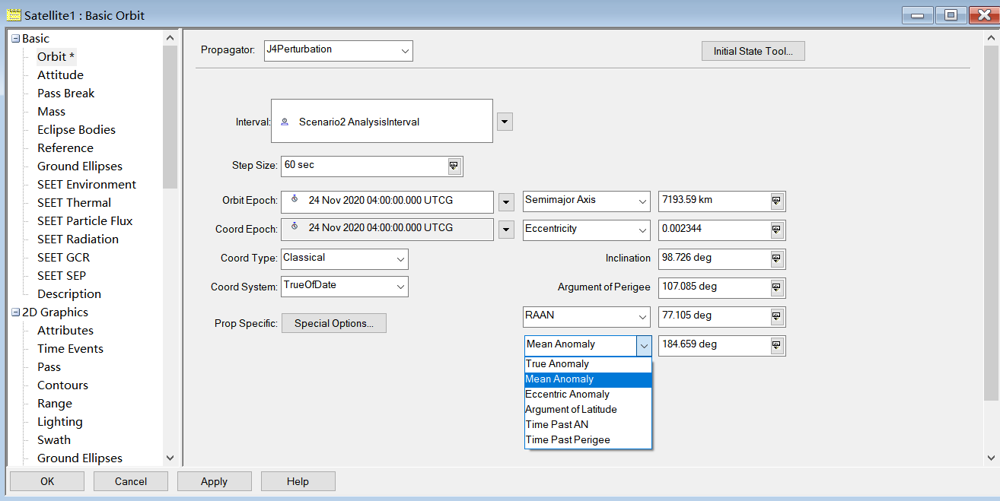 Satellite1 : Basic Orbit
Basic
Orbit *
Attitude
Pass Break
Mass
Eclipse Bodies
Reference
Ground Ellipses
SEET Environment
SEET Thermal
SEET Particle Flux
SEET Radiation
SEET GCR
SEET SEP
Description
2D Graphics
Attributes
Time Events
Pass
Contours
Range
Lighting
Swath
Ground Ellipses
Propagator: J4Perturbation Initial State Tool...
Interval: Scenario2 AnalysisInterval
Step Size: 60 sec
Orbit Epoch: 24 Nov 2020 04:00:00.000 UTCG Semimajor Axis 7193.59 km
Coord Epoch: 24 Nov 2020 04:00:00.000 UTCG Eccentricity 0.002344
Coord Type: Classical Inclination 98.726 deg
Coord System: TrueOfDate Argument of Perigee 107.085 deg
Prop Specific: Special Options... RAAN 77.105 deg
Mean Anomaly 184.659 deg
True Anomaly
Mean Anomaly
Eccentric Anomaly
Argument of Latitude
Time Past AN
Time Past Perigee
OK Cancel Apply Help